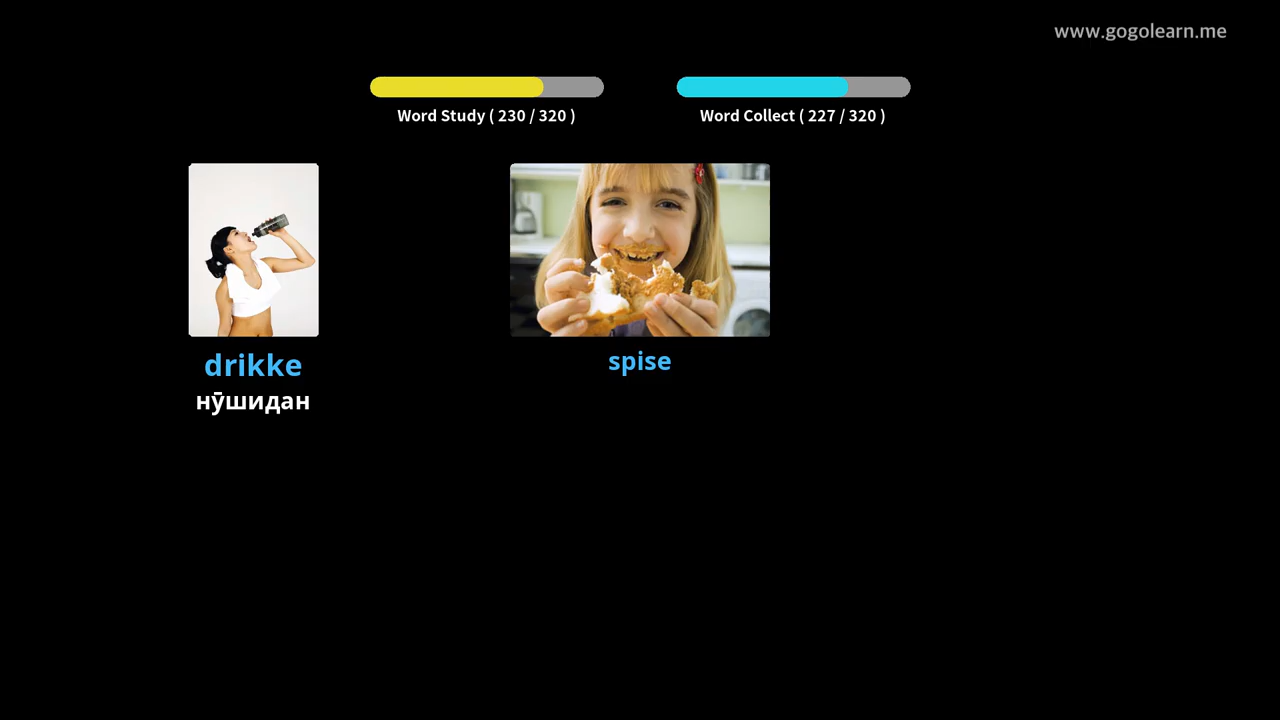 www.gogolearn.me
Word Study ( 230 / 320 )
Word Collect ( 227 / 320 )
drikke
нӯшидан
spise